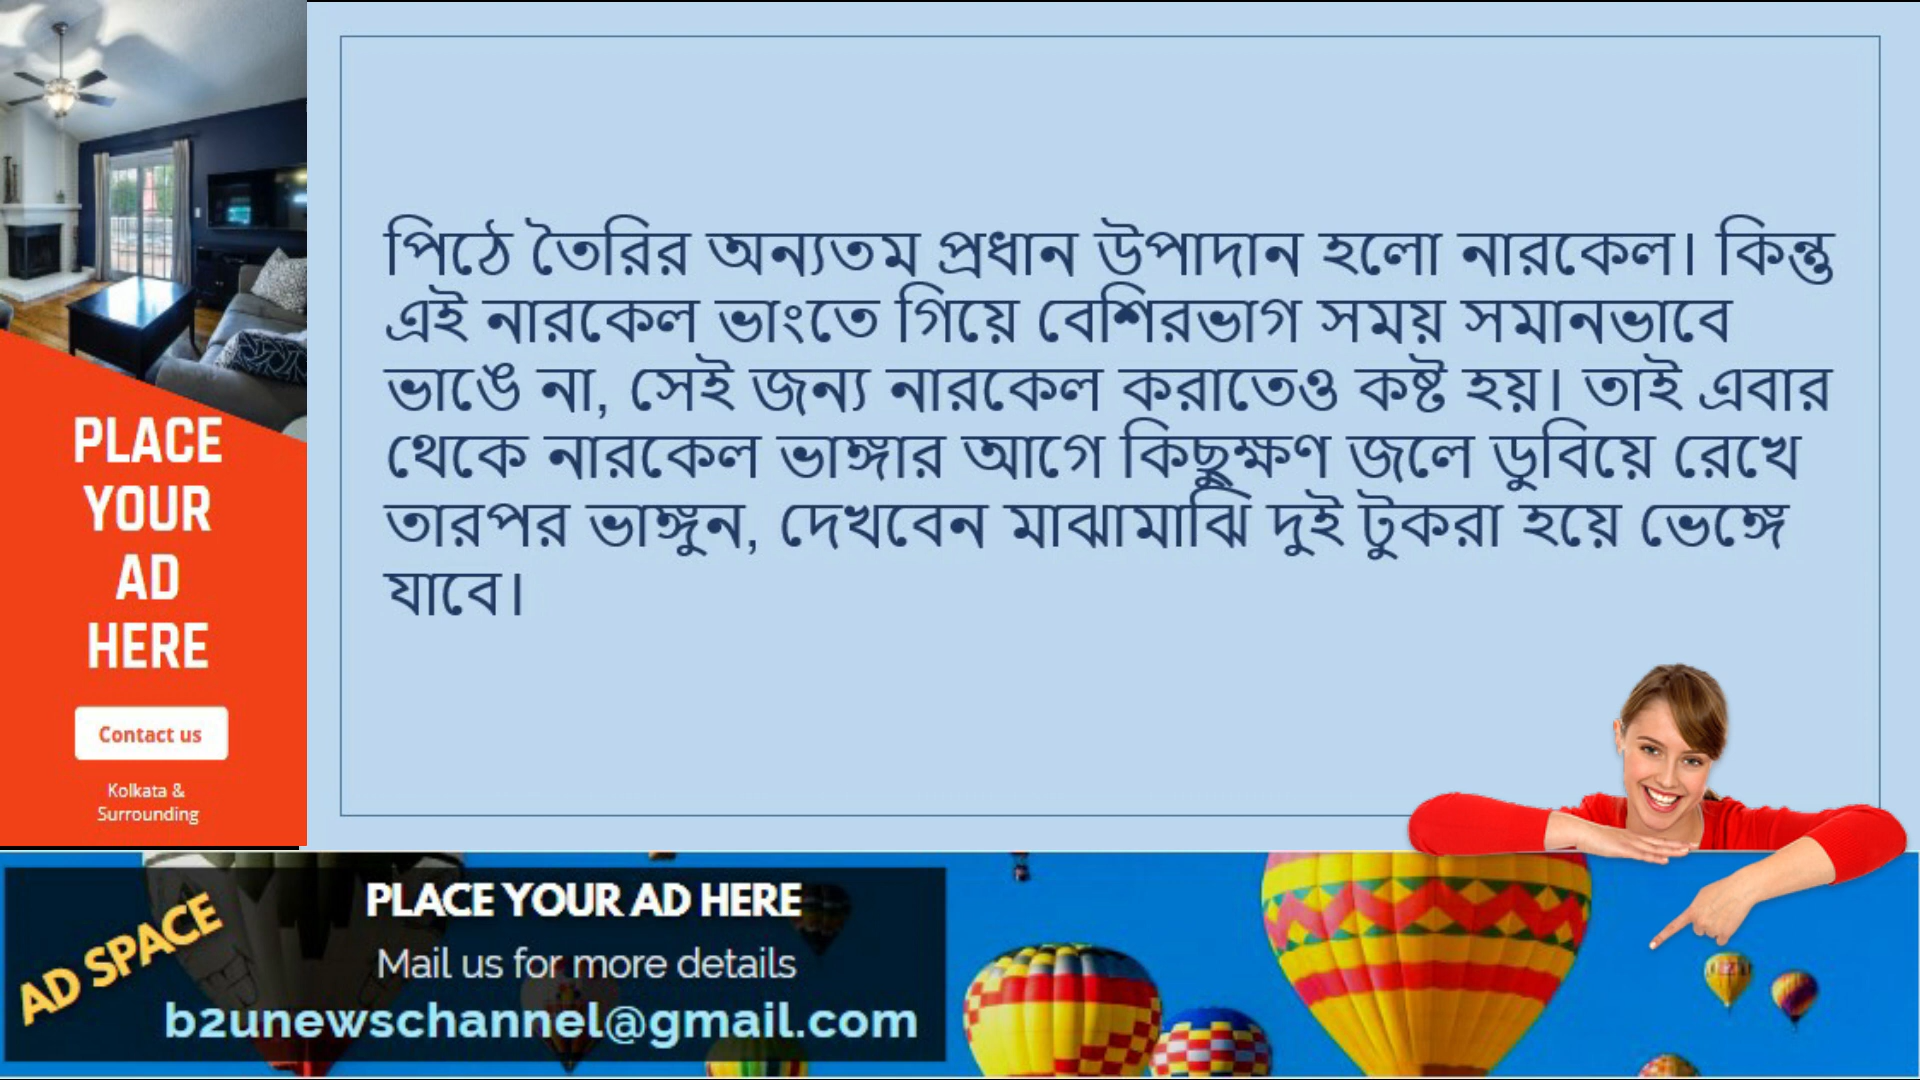 পিঠে তৈরির অন্যতম প্রধান উপাদান হলো নারকেল। কিন্তু
এই নারকেল ভাংতে গিয়ে বেশিরভাগ সময় সমানভাবে
ভাঙে না, সেই জন্য নারকেল করাতেও কষ্ট হয়। তাই এবার
থেকে নারকেল ভাঙ্গার আগে কিছুক্ষণ জলে ডুবিয়ে রেখে
তারপর ভাঙ্গুন, দেখবেন মাঝামাঝি দুই টুকরা হয়ে ভেঙ্গে
যাবে।
PLACE
YOUR
AD
HERE
Contact us
Kolkata &
Surrounding
AD SPACE
PLACE YOUR AD HERE
Mail us for more details
b2unewschannel@gmail.com